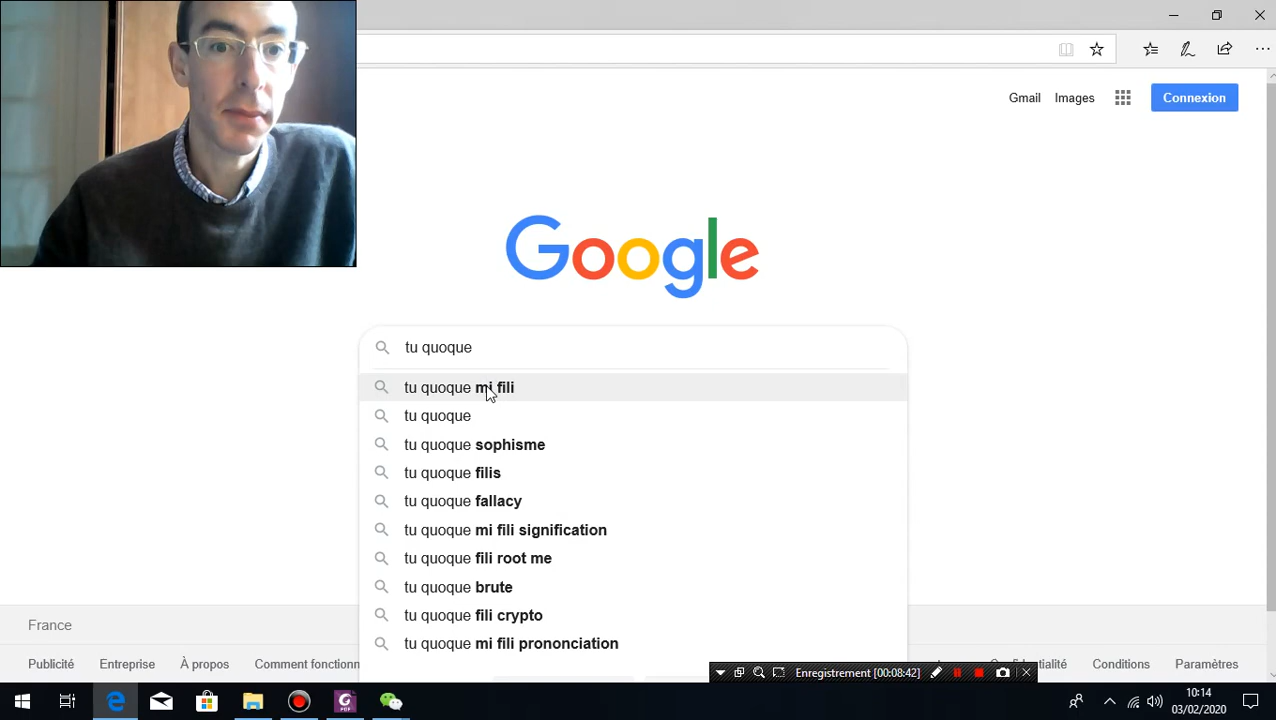 Gmail Images Connexion
Google
tu quoque
tu quoque mi fili
tu quoque
tu quoque sophisme
tu quoque filis
tu quoque fallacy
tu quoque mi fili signification
tu quoque fili root me
tu quoque brute
tu quoque fili crypto
tu quoque mi fili prononciation
France
Publicité Entreprise À propos Comment fonctionn Conditions Paramètres
Enregistrement [00:08:42]
10:14
03/02/2020